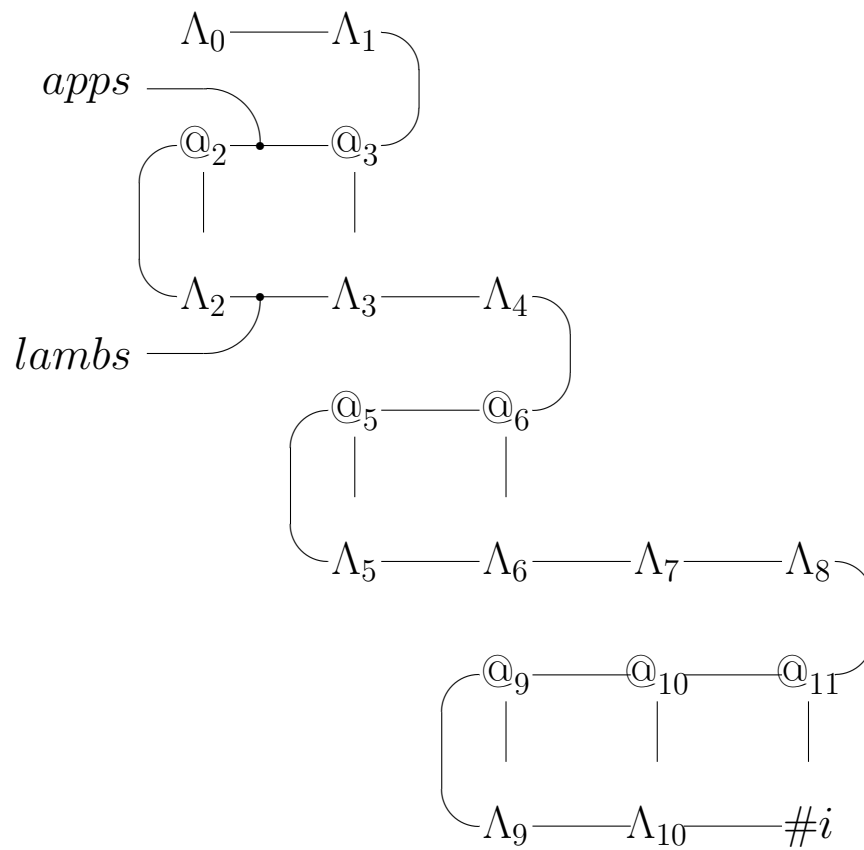 Λ₀ Λ₁
apps
@₂ @₃
Λ₂ Λ₃ Λ₄
lambs
@₅ @₆
Λ₅ Λ₆ Λ₇ Λ₈
@₉ @₁₀ @₁₁
Λ₉ Λ₁₀ #i